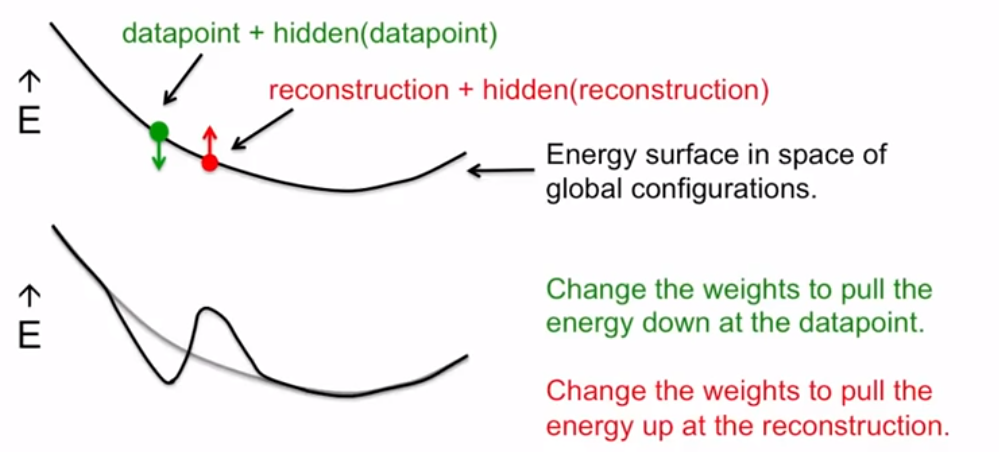 datapoint + hidden(datapoint)
reconstruction + hidden(reconstruction)
↑
E
Energy surface in space of
global configurations.
↑
E
Change the weights to pull the
energy down at the datapoint.
Change the weights to pull the
energy up at the reconstruction.